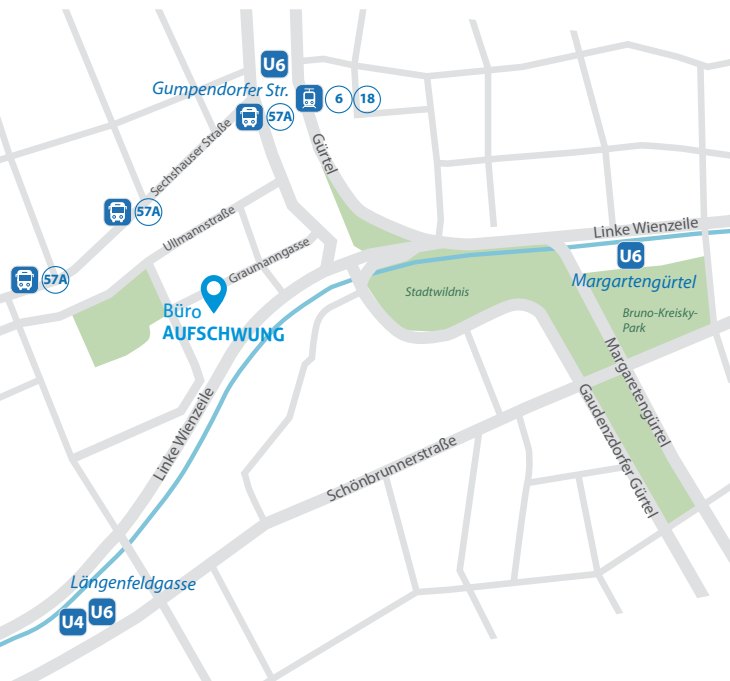 U6
Gumpendorfer Str.
6
18
57A
Sechshauser Straße
Gürtel
57A
Ullmannstraße
Linke Wienzeile
Graumanngasse
U6
57A
Margartengürtel
Stadtwildnis
Büro
AUFSCHWUNG
Bruno-Kreisky-
Park
Margaretengürtel
Linke Wienzeile
Gaudenzdorfer Gürtel
Schönbrunnerstraße
Längenfeldgasse
U4
U6